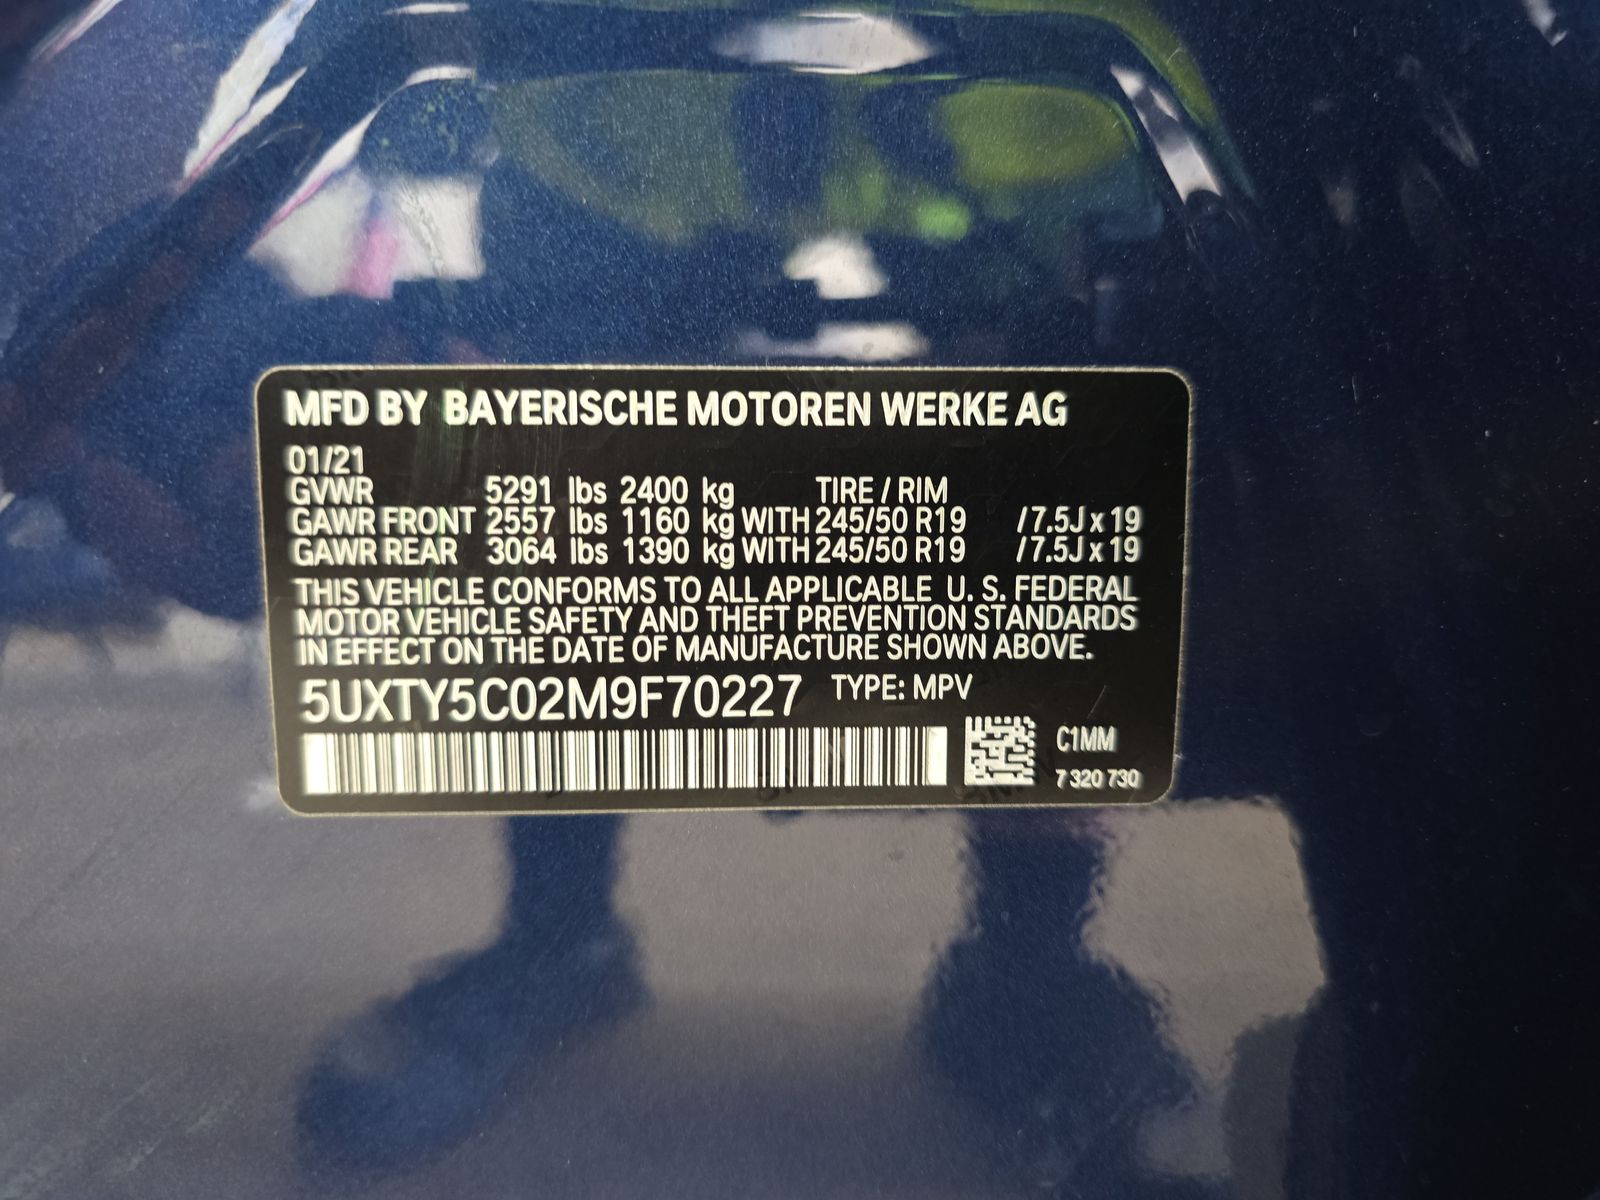 MFD BY BAYERISCHE MOTOREN WERKE AG
01/21
GVWR 5291 lbs 2400 kg TIRE / RIM
GAWR FRONT 2557 lbs 1160 kg WITH 245/50 R19 / 7.5J x 19
GAWR REAR 3064 lbs 1390 kg WITH 245/50 R19 / 7.5J x 19
THIS VEHICLE CONFORMS TO ALL APPLICABLE U. S. FEDERAL
MOTOR VEHICLE SAFETY AND THEFT PREVENTION STANDARDS
IN EFFECT ON THE DATE OF MANUFACTURE SHOWN ABOVE.
5UXTY5C02M9F70227 TYPE: MPV
C1MM
7 320 730